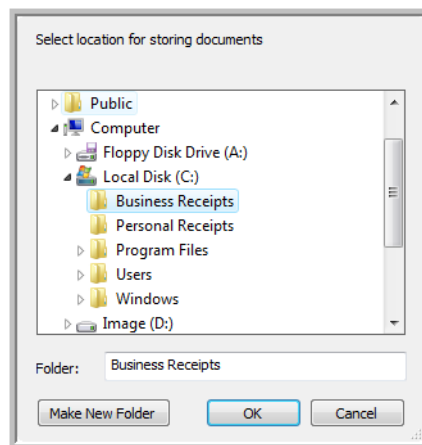 Select location for storing documents
Public
Computer
Floppy Disk Drive (A:)
Local Disk (C:)
Business Receipts
Personal Receipts
Program Files
Users
Windows
Image (D:)
Folder: Business Receipts
Make New Folder OK Cancel